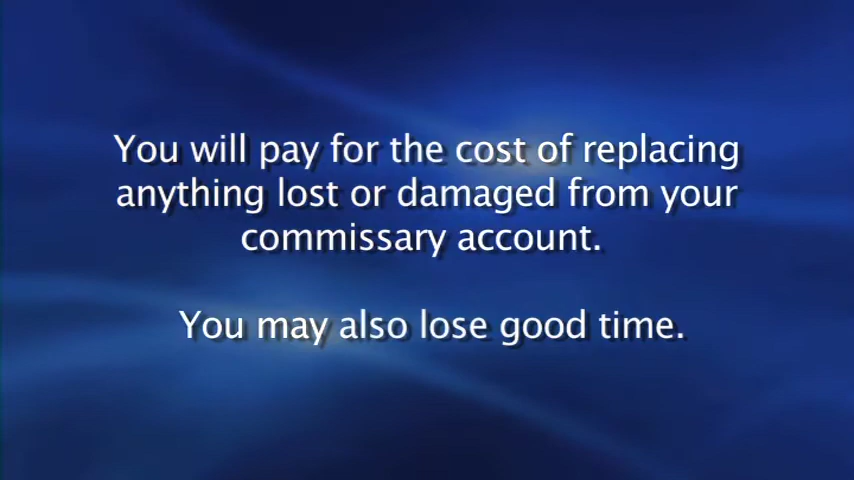 You will pay for the cost of replacing
anything lost or damaged from your
commissary account.
You may also lose good time.